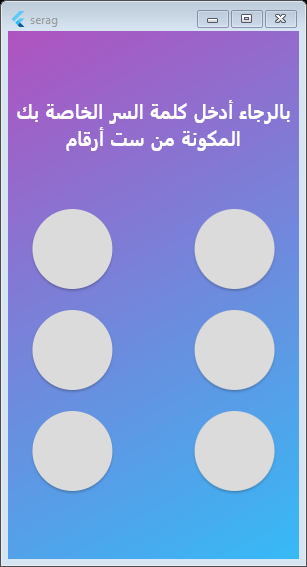 serag
بالرجاء أدخل كلمة السر الخاصة بك
المكونة من ست أرقام